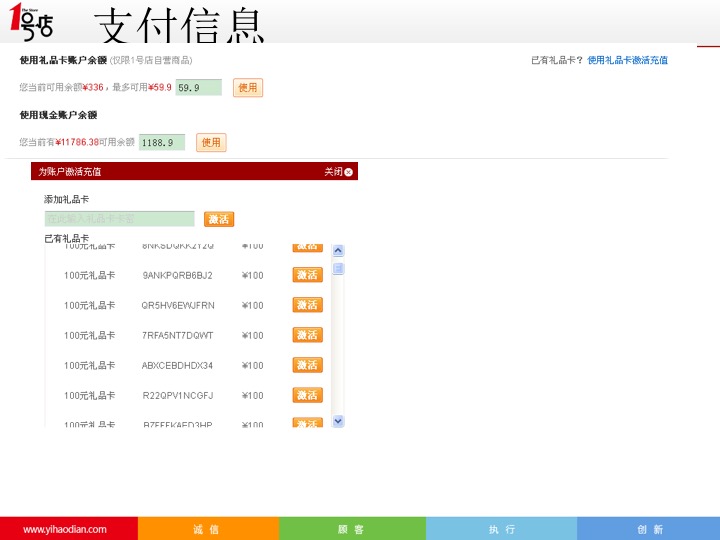 The Store
1号店
支付信息
使用礼品卡账户余额 (仅限1号店自营商品)
已有礼品卡？ 使用礼品卡激活充值
您当前可用余额¥336，最多可用¥59.9 59.9 使用
使用现金账户余额
您当前有¥11786.38可用余额 1188.9 使用
为账户激活充值 关闭
添加礼品卡
在此输入礼品卡卡密 激活
已有礼品卡
100元礼品卡 8NKSDQKK2Y2Q ¥100 激活
100元礼品卡 9ANKPQRB6BJ2 ¥100 激活
100元礼品卡 QR5HV6EWJFRN ¥100 激活
100元礼品卡 7RFA5NT7DQWT ¥100 激活
100元礼品卡 ABXCEBDHDX34 ¥100 激活
100元礼品卡 R22QPV1NCGFJ ¥100 激活
100元礼品卡 ¥100 激活
www.yihaodian.com 诚信 顾客 执行 创新